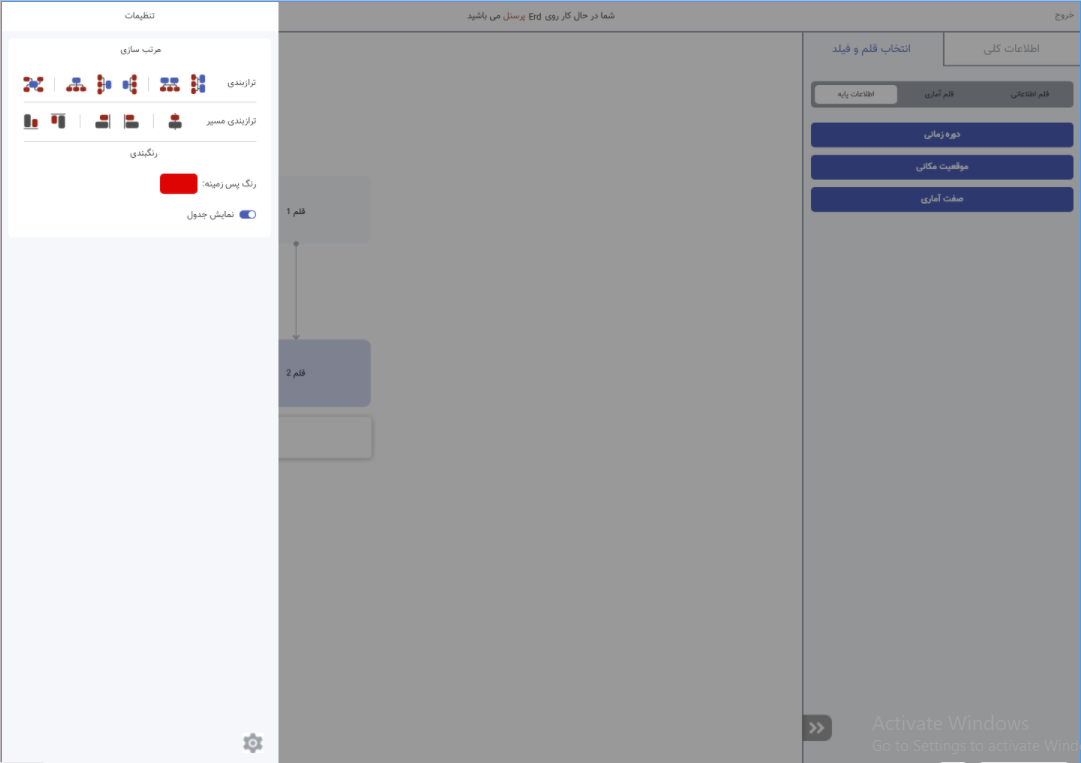 خروج
شما در حال کار روی Erd پرسنل می باشید
تنظیمات
اطلاعات کلی
انتخاب قلم و فیلد
قلم اطلاعاتی
قلم آماری
اطلاعات پایه
دوره زمانی
موقعیت مکانی
صفت آماری
مرتب سازی
ترازبندی
ترازبندی مسیر
رنگبندی
رنگ پس زمینه:
نمایش جدول
قلم 1
قلم 2
Activate Windows
Go to Settings to activate Wind